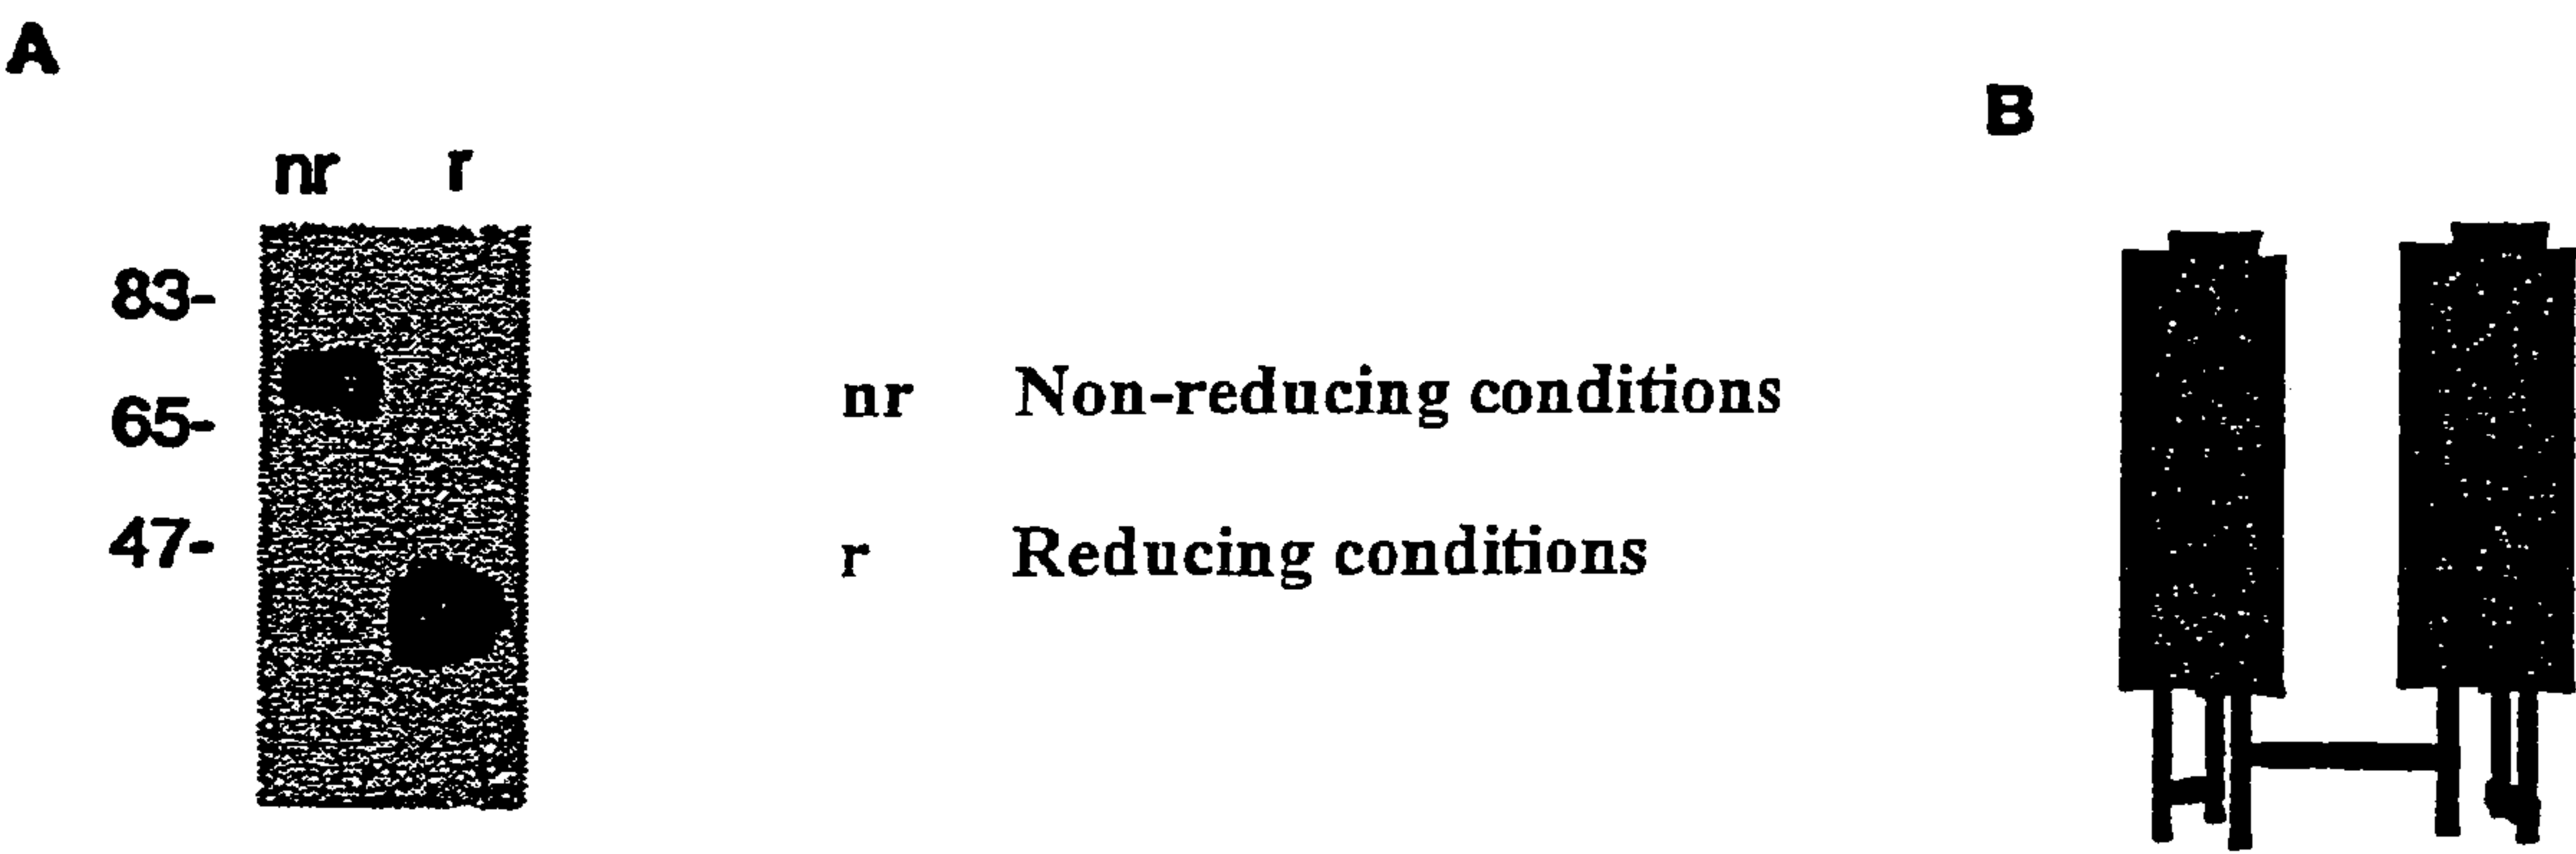 A
B
nr r
83-
65-
47-
nr Non-reducing conditions
r Reducing conditions